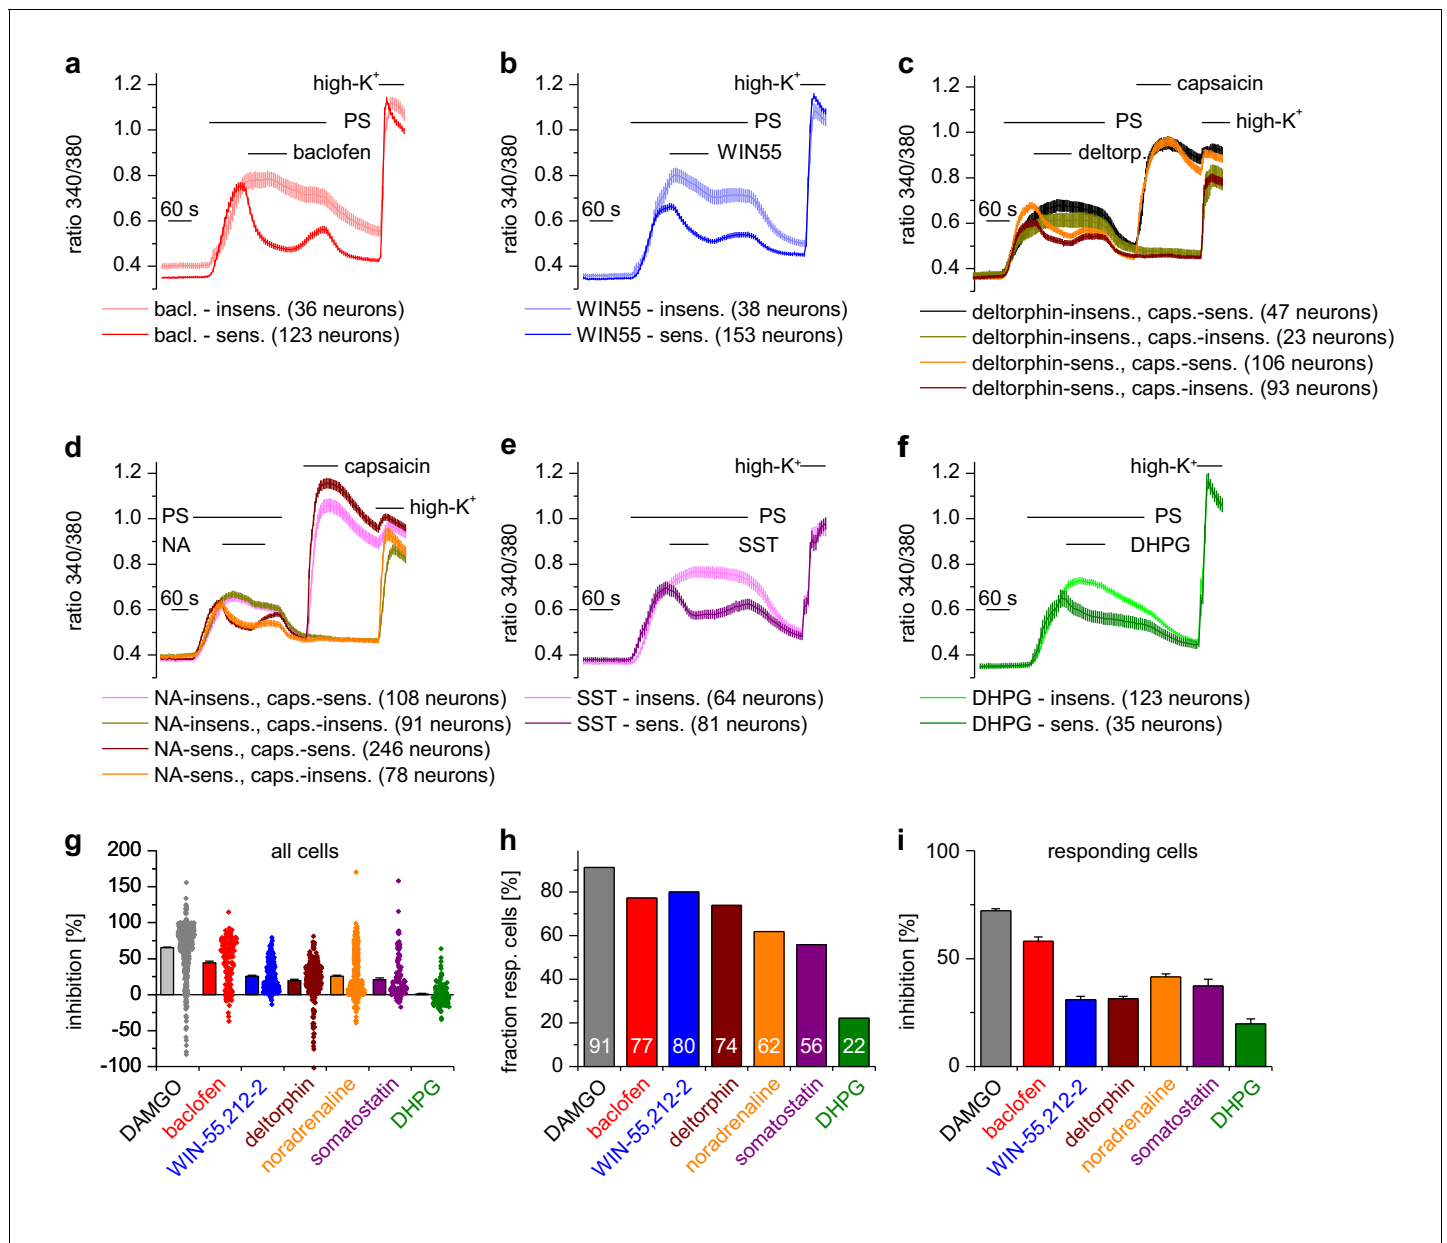 a
high-K+
PS
baclofen
60 s
ratio 340/380
1.2
1.0
0.8
0.6
0.4
bacl. - insens. (36 neurons)
bacl. - sens. (123 neurons)
b
high-K+
PS
WIN55
60 s
ratio 340/380
1.2
1.0
0.8
0.6
0.4
WIN55 - insens. (38 neurons)
WIN55 - sens. (153 neurons)
c
capsaicin
PS
high-K+
deltorp.
60 s
ratio 340/380
1.2
1.0
0.8
0.6
0.4
deltorphin-insens., caps.-sens. (47 neurons)
deltorphin-insens., caps.-insens. (23 neurons)
deltorphin-sens., caps.-sens. (106 neurons)
deltorphin-sens., caps.-insens. (93 neurons)
d
capsaicin
high-K+
PS
NA
60 s
ratio 340/380
1.2
1.0
0.8
0.6
0.4
NA-insens., caps.-sens. (108 neurons)
NA-insens., caps.-insens. (91 neurons)
NA-sens., caps.-sens. (246 neurons)
NA-sens., caps.-insens. (78 neurons)
e
high-K+
PS
SST
60 s
ratio 340/380
1.2
1.0
0.8
0.6
0.4
SST - insens. (64 neurons)
SST - sens. (81 neurons)
f
high-K+
PS
DHPG
60 s
ratio 340/380
1.2
1.0
0.8
0.6
0.4
DHPG - insens. (123 neurons)
DHPG - sens. (35 neurons)
g
all cells
inhibition [%]
200
150
100
50
0
-50
-100
DAMGO
baclofen
WIN-55,212-2
deltorphin
noradrenaline
somatostatin
DHPG
h
fraction resp. cells [%]
80
60
40
20
0
91
77
80
74
62
56
22
DAMGO
baclofen
WIN-55,212-2
deltorphin
noradrenaline
somatostatin
DHPG
i
responding cells
inhibition [%]
100
50
0
DAMGO
baclofen
WIN-55,212-2
deltorphin
noradrenaline
somatostatin
DHPG